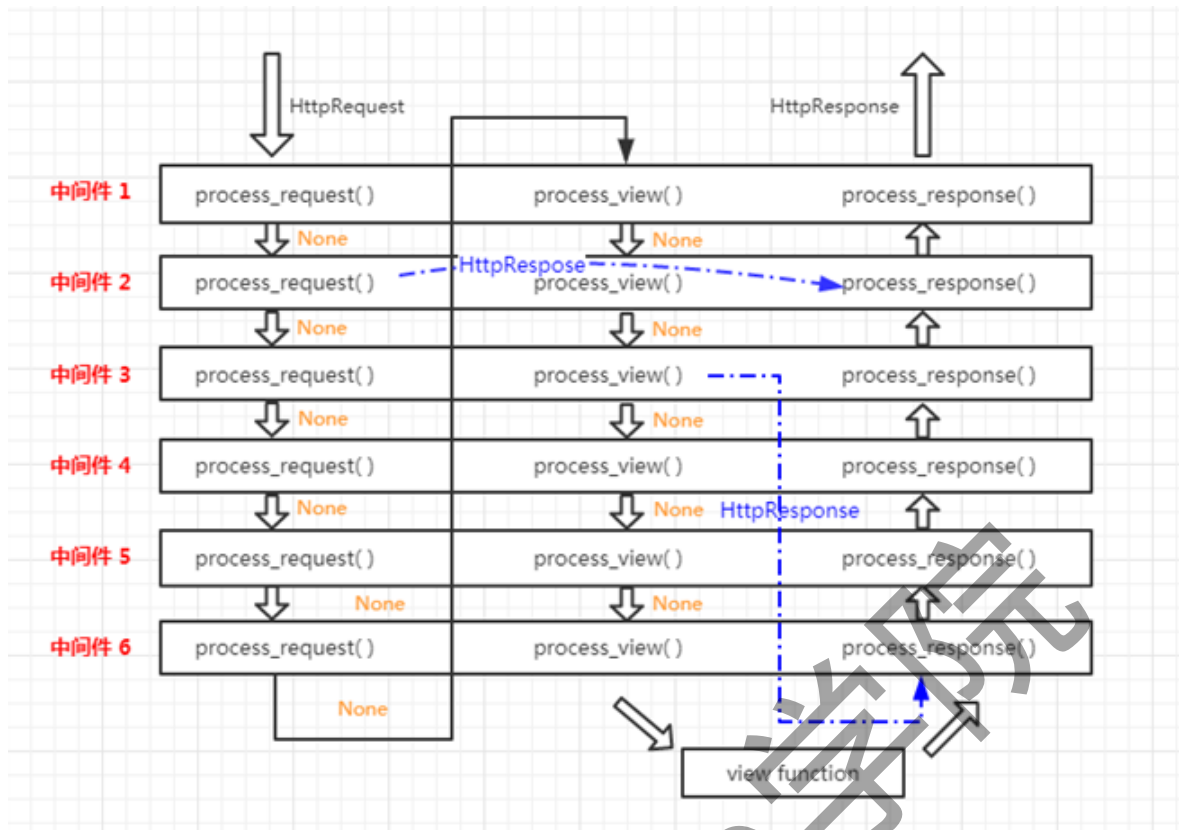 HttpRequest
HttpResponse
中间件 1
process_request( )
process_view( )
process_response( )
None
None
HttpRespose
中间件 2
process_request( )
process_view( )
process_response( )
None
None
中间件 3
process_request( )
process_view( )
process_response( )
None
None
中间件 4
process_request( )
process_view( )
process_response( )
None
None
HttpResponse
中间件 5
process_request( )
process_view( )
process_response( )
None
None
中间件 6
process_request( )
process_view( )
process_response( )
None
view function
学院